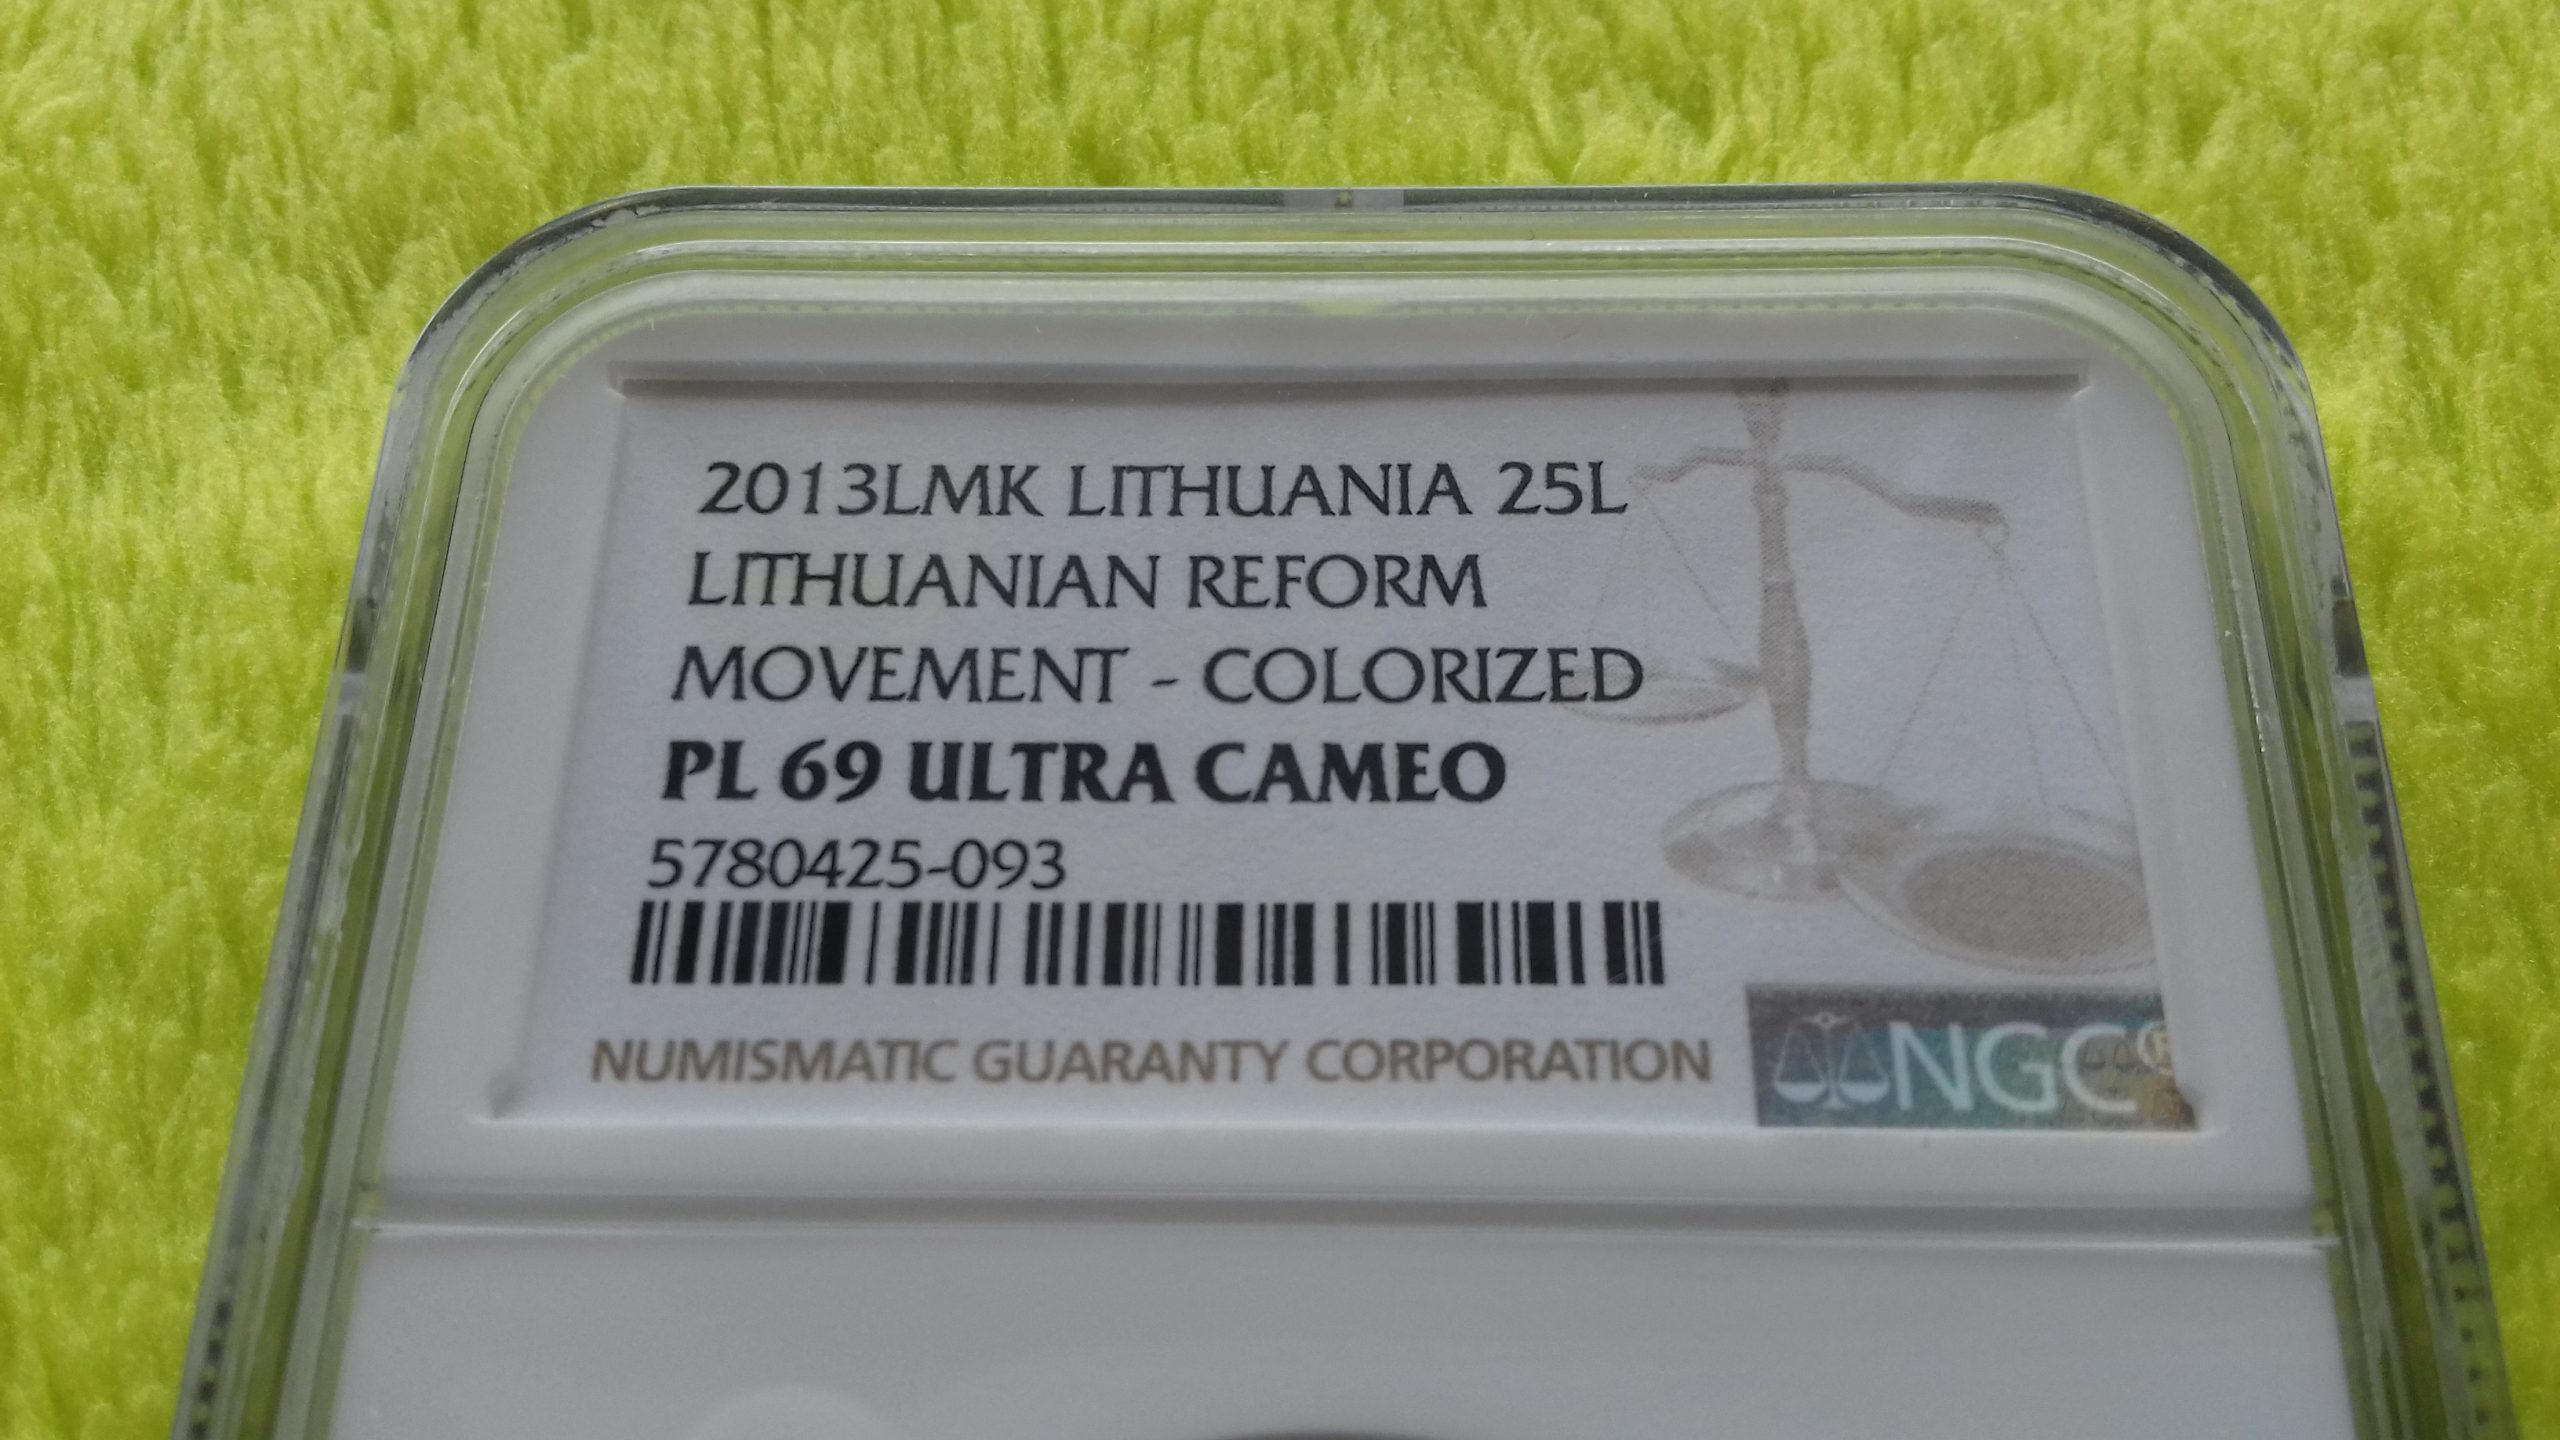 2013LMK LITHUANIA 25L
LITHUANIAN REFORM
MOVEMENT - COLORIZED
PL 69 ULTRA CAMEO
5780425-093
NUMISMATIC GUARANTY CORPORATION
NGC®